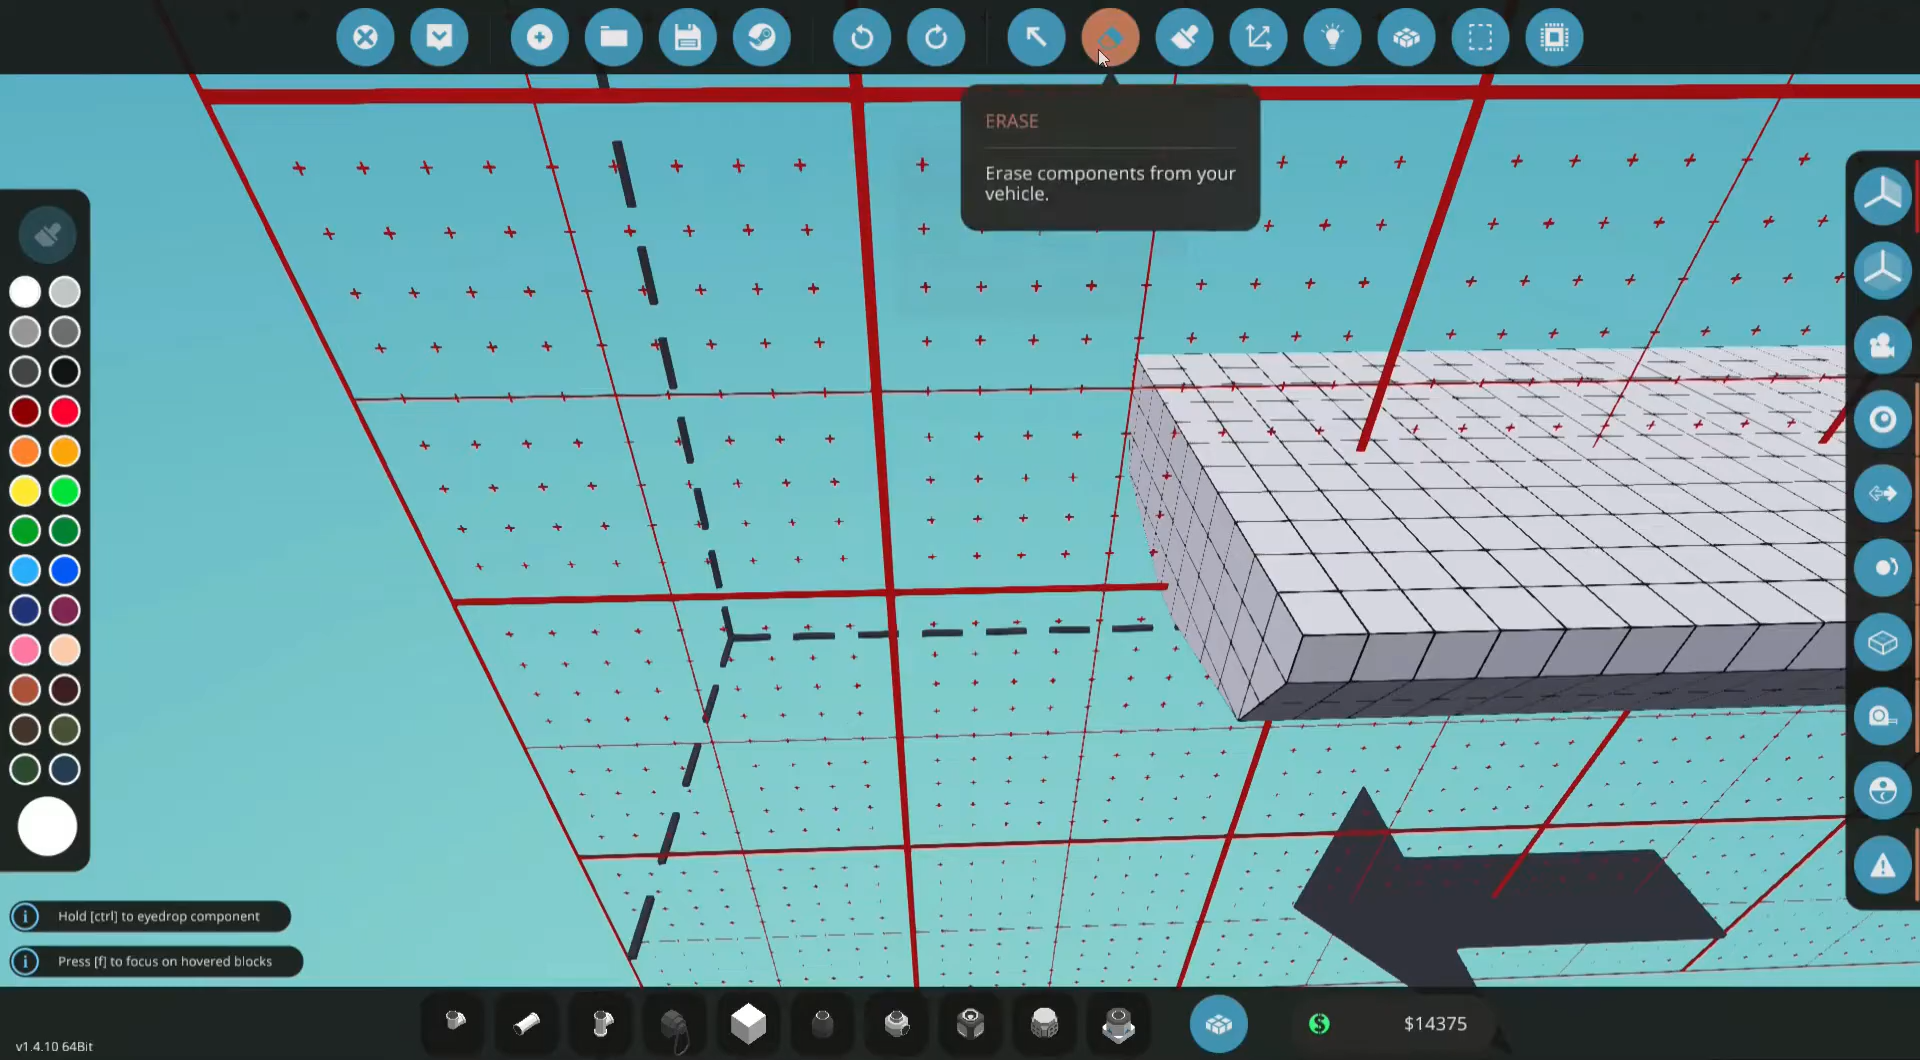 ERASE
Erase components from your
vehicle.
Hold [ctrl] to eyedrop component
Press [f] to focus on hovered blocks
$14375
v1.4.10 64Bit